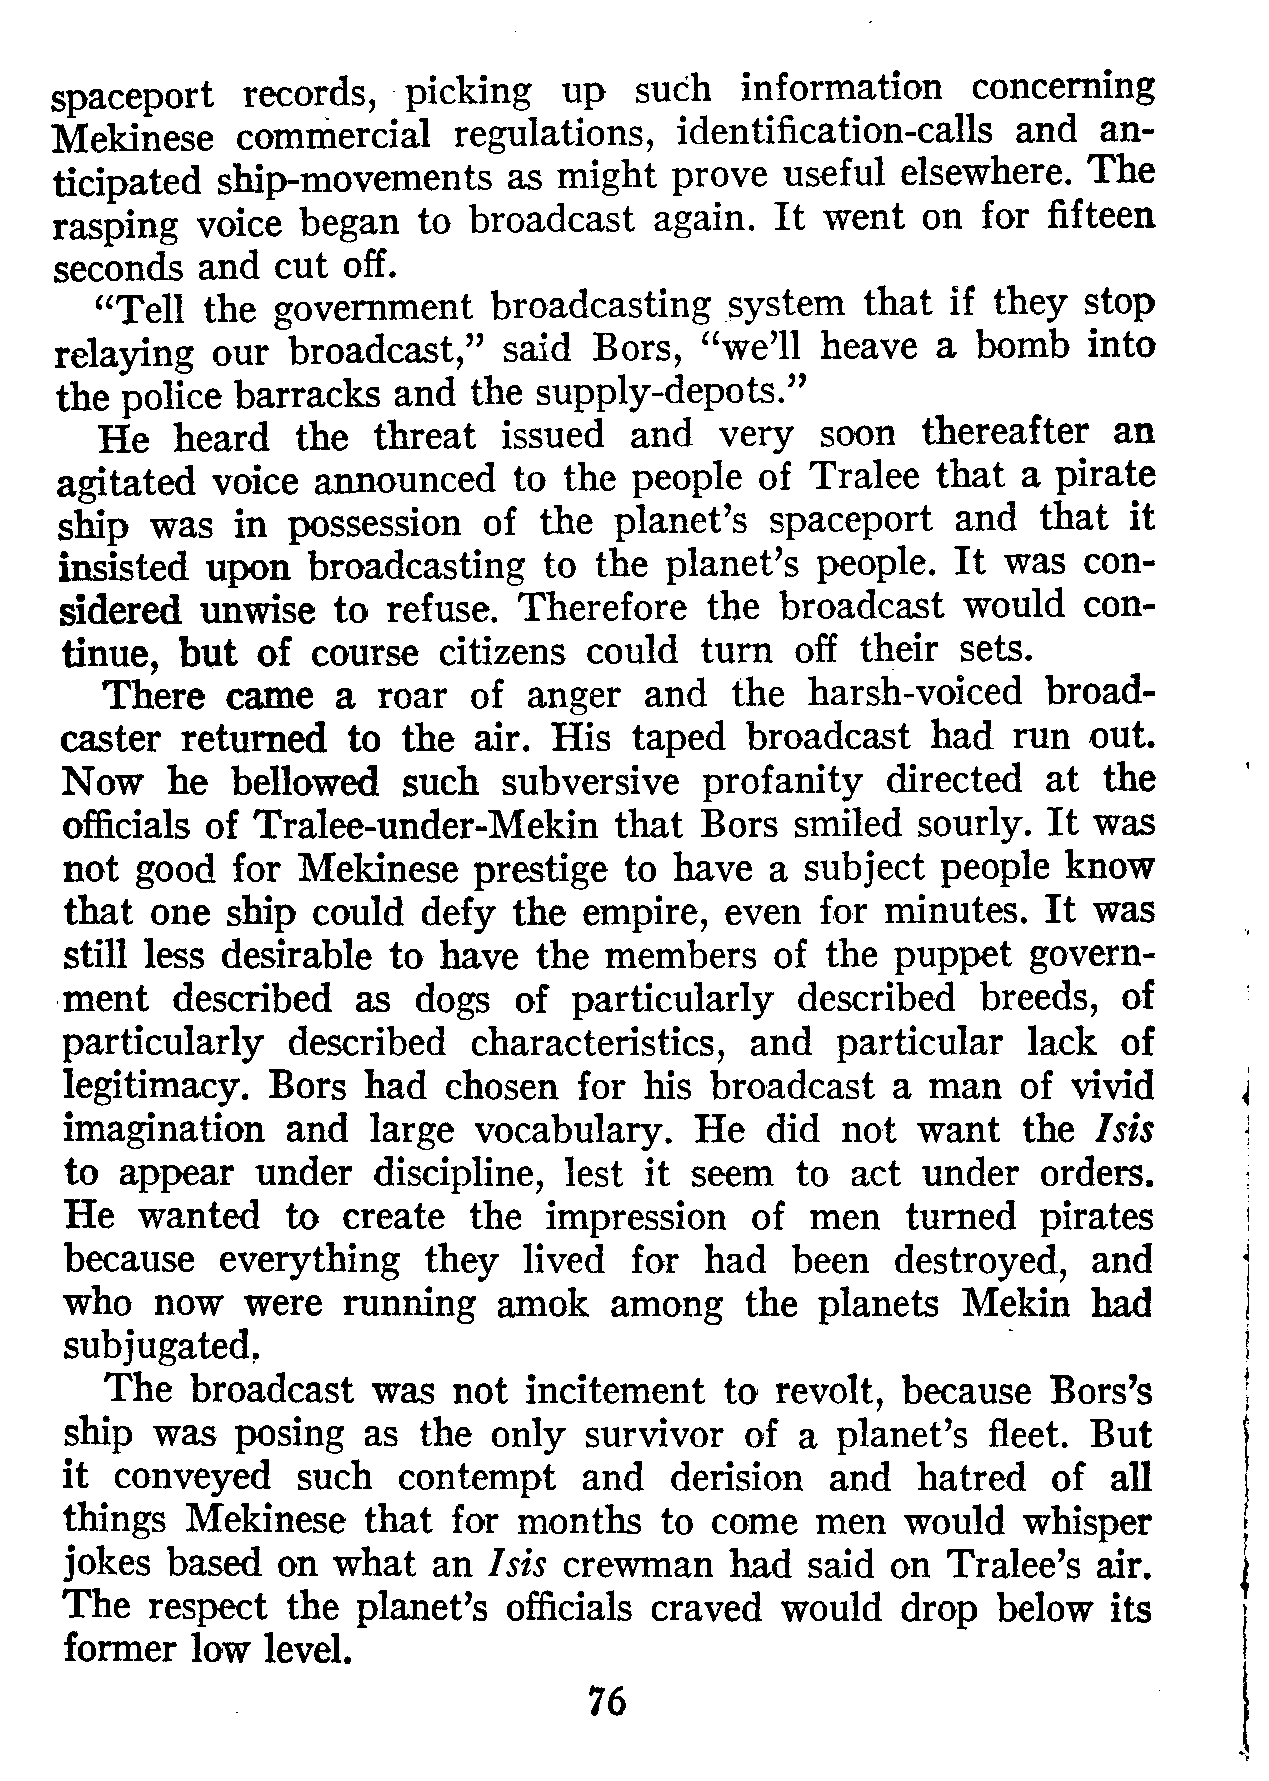 spaceport records, picking up such information concerning
Mekinese commercial regulations, identification-calls and an-
ticipated ship-movements as might prove useful elsewhere. The
rasping voice began to broadcast again. It went on for fifteen
seconds and cut off.
“Tell the government broadcasting system that if they stop
relaying our broadcast,” said Bors, “we’ll heave a bomb into
the police barracks and the supply-depots.”
He heard the threat issued and very soon thereafter an
agitated voice announced to the people of Tralee that a pirate
ship was in possession of the planet’s spaceport and that it
insisted upon broadcasting to the planet’s people. It was con-
sidered unwise to refuse. Therefore the broadcast would con-
tinue, but of course citizens could turn off their sets.
There came a roar of anger and the harsh-voiced broad-
caster returned to the air. His taped broadcast had run out.
Now he bellowed such subversive profanity directed at the
officials of Tralee-under-Mekin that Bors smiled sourly. It was
not good for Mekinese prestige to have a subject people know
that one ship could defy the empire, even for minutes. It was
still less desirable to have the members of the puppet govern-
ment described as dogs of particularly described breeds, of
particularly described characteristics, and particular lack of
legitimacy. Bors had chosen for his broadcast a man of vivid
imagination and large vocabulary. He did not want the Isis
to appear under discipline, lest it seem to act under orders.
He wanted to create the impression of men turned pirates
because everything they lived for had been destroyed, and
who now were running amok among the planets Mekin had
subjugated.
The broadcast was not incitement to revolt, because Bors’s
ship was posing as the only survivor of a planet’s fleet. But
it conveyed such contempt and derision and hatred of all
things Mekinese that for months to come men would whisper
jokes based on what an Isis crewman had said on Tralee’s air.
The respect the planet’s officials craved would drop below its
former low level.
76